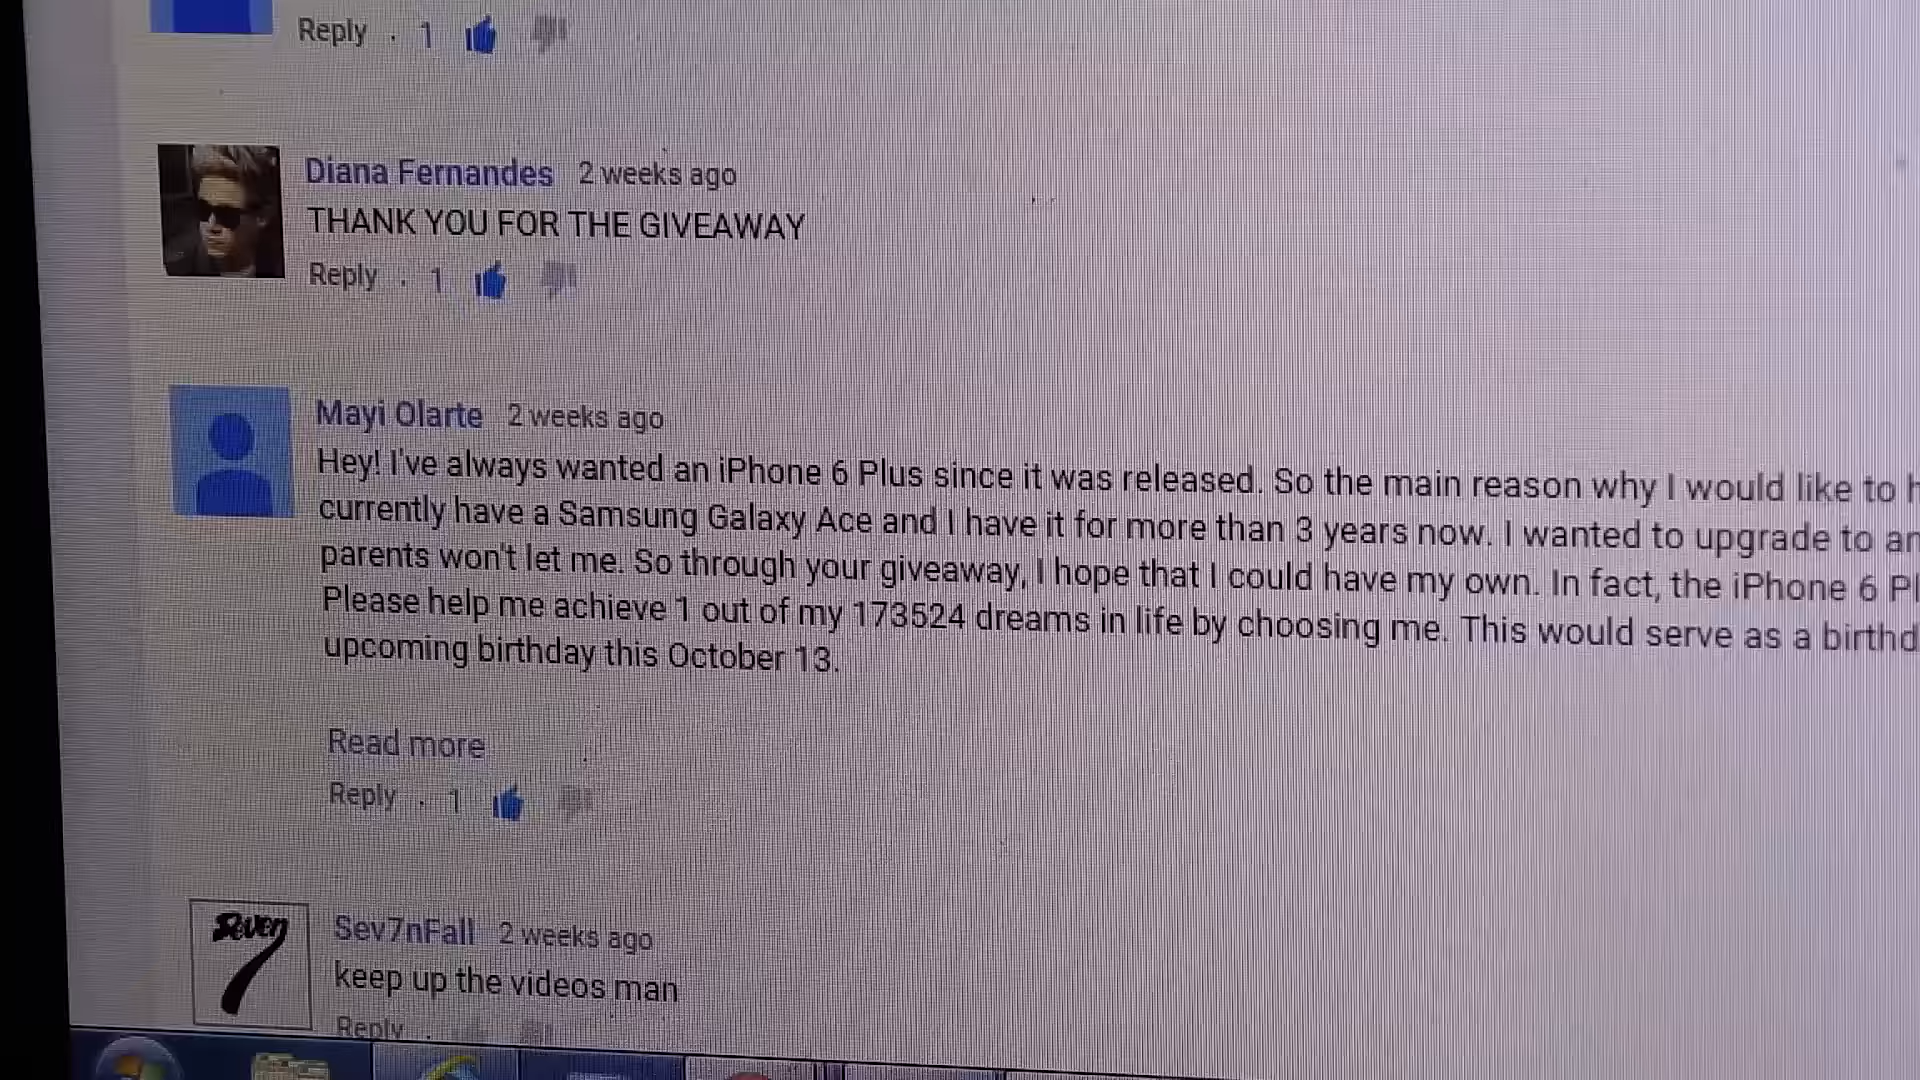 Reply . 1
Diana Fernandes 2 weeks ago
THANK YOU FOR THE GIVEAWAY
Reply . 1
Mayi Olarte 2 weeks ago
Hey! I've always wanted an iPhone 6 Plus since it was released. So the main reason why I would like to h
currently have a Samsung Galaxy Ace and I have it for more than 3 years now. I wanted to upgrade to an
parents won't let me. So through your giveaway, I hope that I could have my own. In fact, the iPhone 6 Pl
Please help me achieve 1 out of my 173524 dreams in life by choosing me. This would serve as a birthd
upcoming birthday this October 13.
Read more
Reply . 1
Seven
7
Sev7nFall 2 weeks ago
keep up the videos man
Reply .